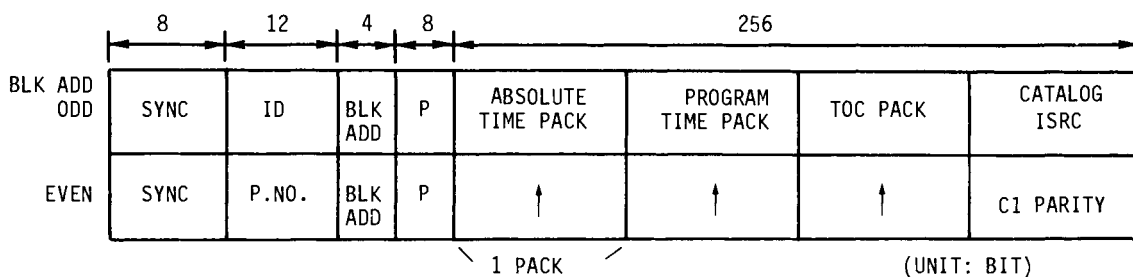 8 12 4 8 256
BLK ADD
ODD
SYNC ID BLK
ADD P ABSOLUTE
TIME PACK PROGRAM
TIME PACK TOC PACK CATALOG
ISRC
EVEN SYNC P.NO. BLK
ADD P C1 PARITY
1 PACK (UNIT: BIT)